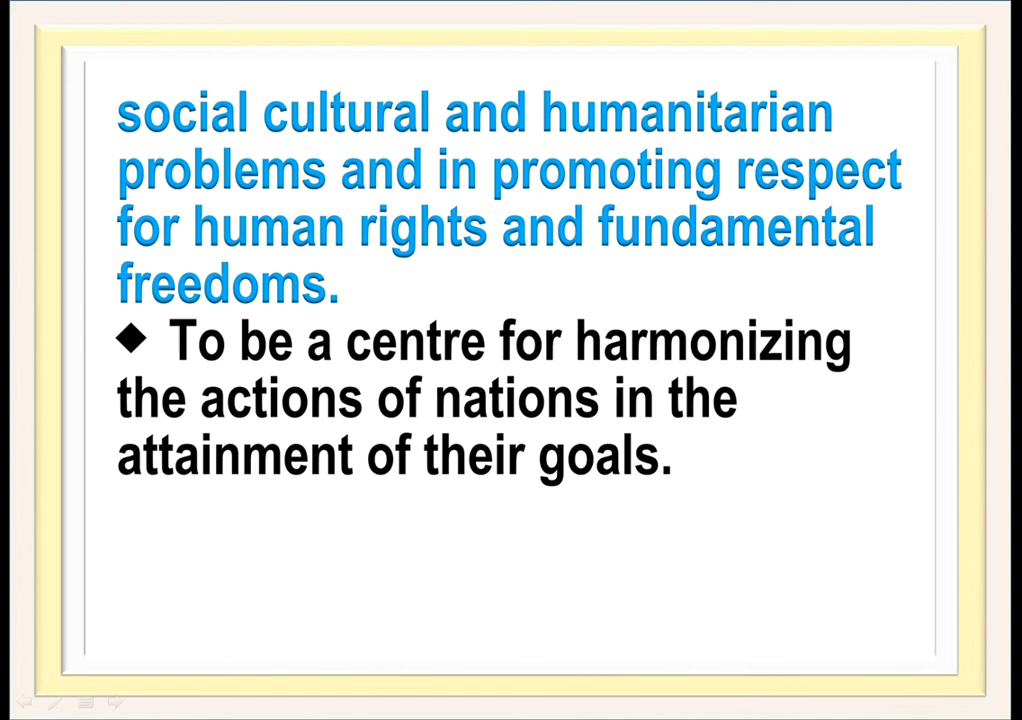 social cultural and humanitarian
problems and in promoting respect
for human rights and fundamental
freedoms.
◆ To be a centre for harmonizing
the actions of nations in the
attainment of their goals.